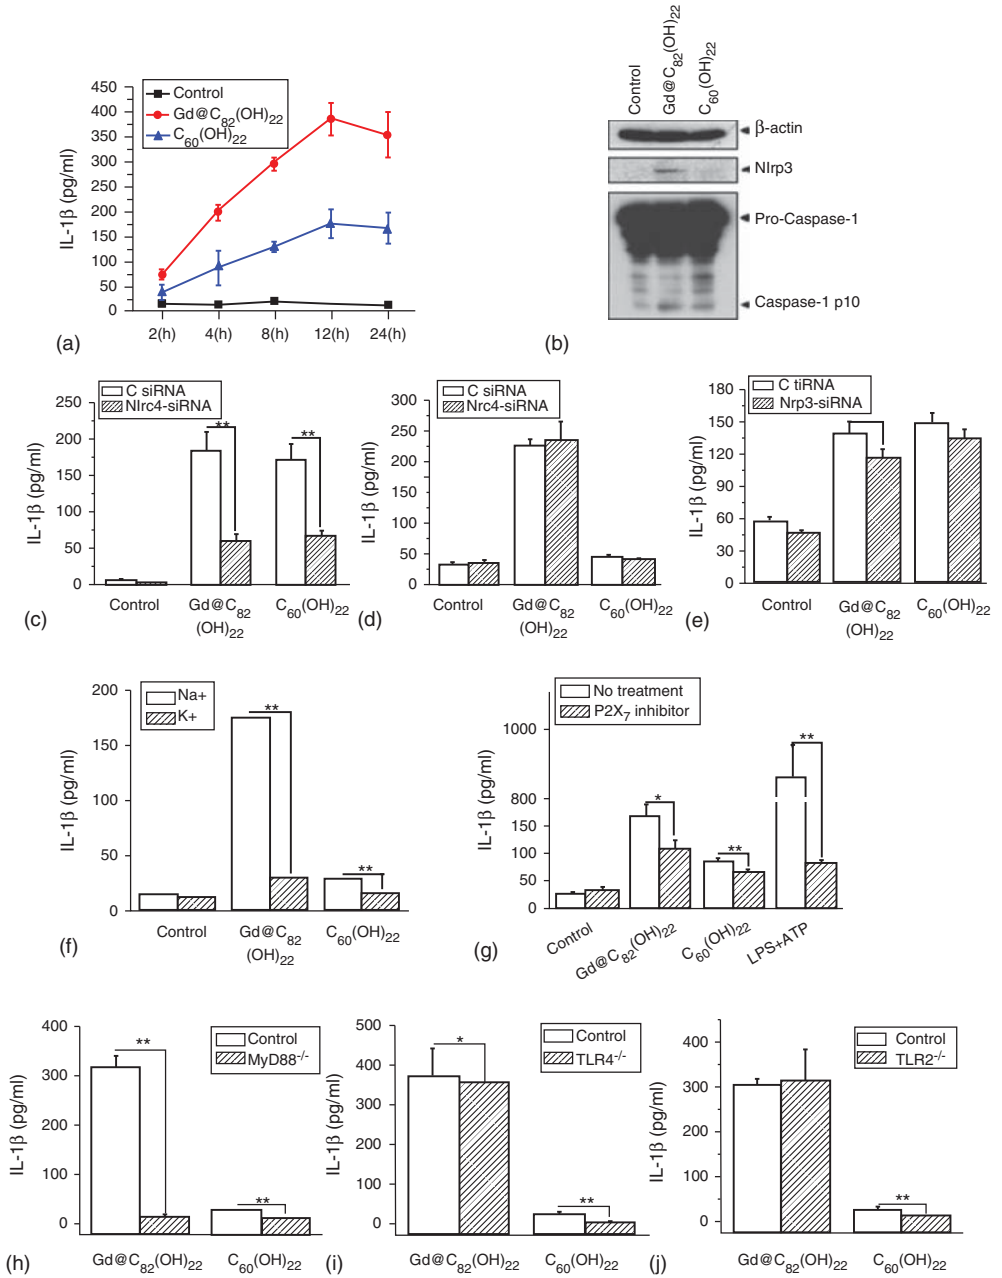 Control
Gd@C82(OH)22
C60(OH)22
450
400
350
300
250
200
150
100
50
0
IL-1β (pg/ml)
2(h) 4(h) 8(h) 12(h) 24(h)
(a)
Control
Gd@C82(OH)22
C60(OH)22
β-actin
Nlrp3
Pro-Caspase-1
Caspase-1 p10
(b)
C siRNA
Nlrc4-siRNA
250
200
150
100
50
0
IL-1β (pg/ml)
** **
Control Gd@C82 C60(OH)22
(OH)22
(c)
C siRNA
Nrc4-siRNA
300
250
200
250
150
100
50
0
IL-1β (pg/ml)
Control Gd@C82 C60(OH)22
(OH)22
(d)
C tiRNA
Nrp3-siRNA
180
150
120
150
60
30
0
IL-1β (pg/ml)
Control Gd@C82 C60(OH)22
(OH)22
(e)
Na+
K+
200
150
100
50
0
IL-1β (pg/ml)
** **
Control Gd@C82 C60(OH)22
(OH)22
(f)
No treatment
P2X7 inhibitor
1000
800
150
100
50
0
IL-1β (pg/ml)
* ** **
Control Gd@C82(OH)22 C60(OH)22 LPS+ATP
(g)
Control
MyD88-/-
400
300
300
100
0
IL-1β (pg/ml)
** **
Gd@C82(OH)22 C60(OH)22
(h)
Control
TLR4-/-
500
400
300
400
100
0
IL-1β (pg/ml)
* **
Gd@C82(OH)22 C60(OH)22
(i)
Control
TLR2-/-
400
300
200
100
0
IL-1β (pg/ml)
**
Gd@C82(OH)22 C60(OH)22
(j)